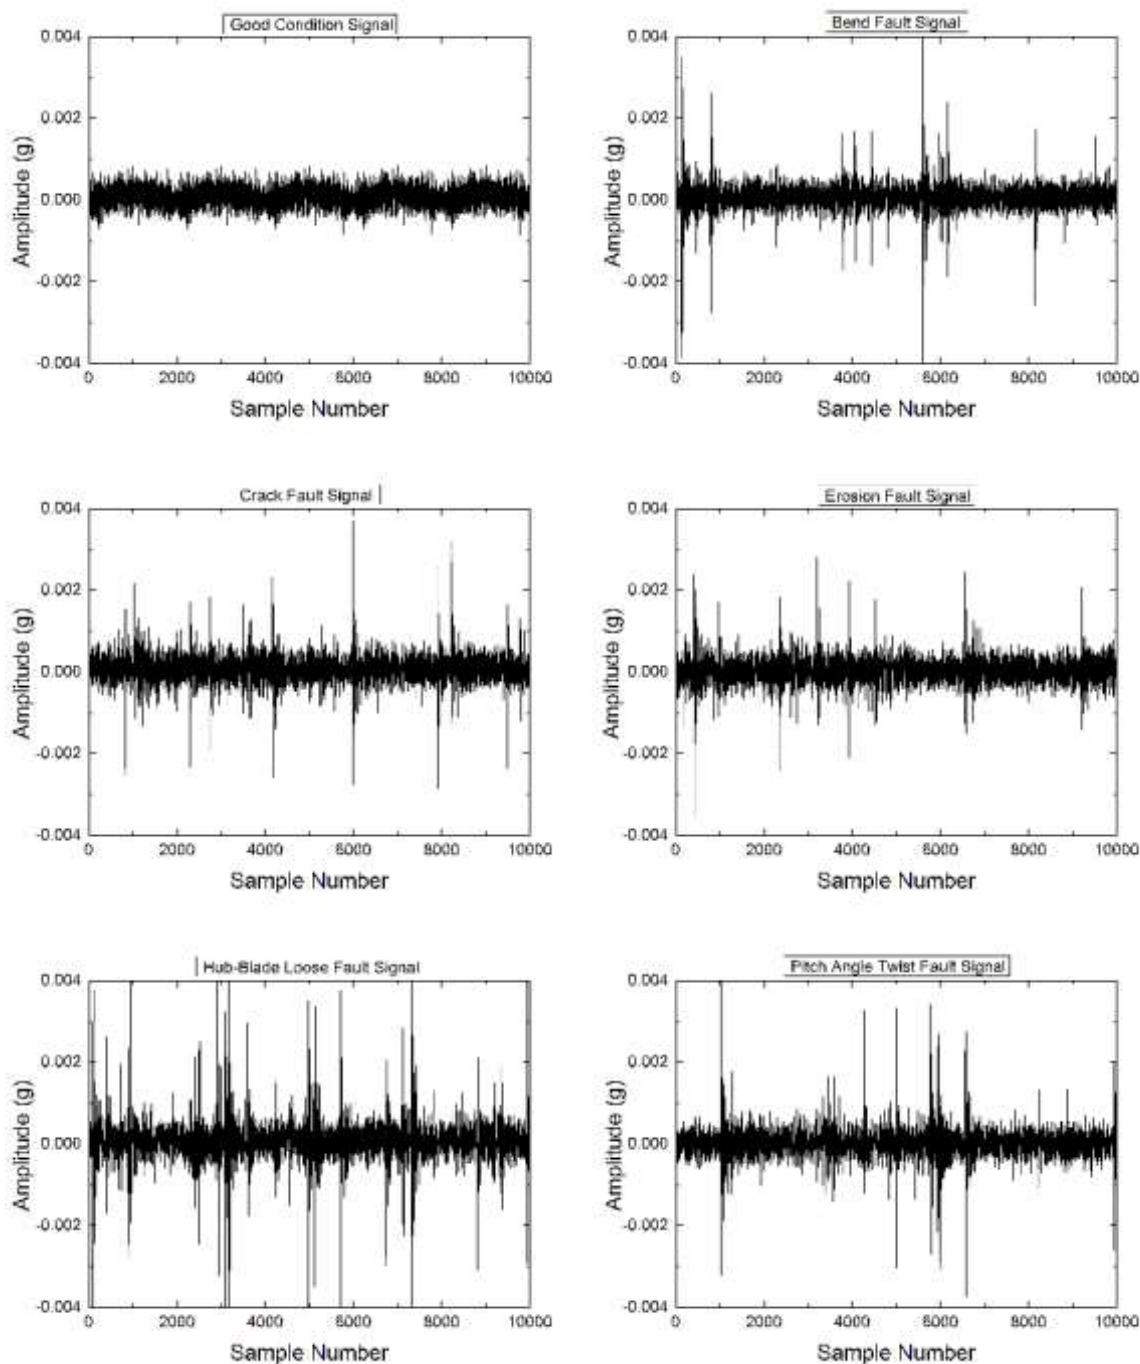 Good Condition Signal
0.004
0.002
0.000
-0.002
-0.004
Amplitude (g)
0 2000 4000 6000 8000 10000
Sample Number
Bend Fault Signal
0.004
0.002
0.000
-0.002
-0.004
Amplitude (g)
0 2000 4000 6000 8000 10000
Sample Number
Crack Fault Signal
0.004
0.002
0.000
-0.002
-0.004
Amplitude (g)
0 2000 4000 6000 8000 10000
Sample Number
Erosion Fault Signal
0.004
0.002
0.000
-0.002
-0.004
Amplitude (g)
0 2000 4000 6000 8000 10000
Sample Number
Hub-Blade Loose Fault Signal
0.004
0.002
0.000
-0.002
-0.004
Amplitude (g)
0 2000 4000 6000 8000 10000
Sample Number
Pitch Angle Twist Fault Signal
0.004
0.002
0.000
-0.002
-0.004
Amplitude (g)
0 2000 4000 6000 8000 10000
Sample Number